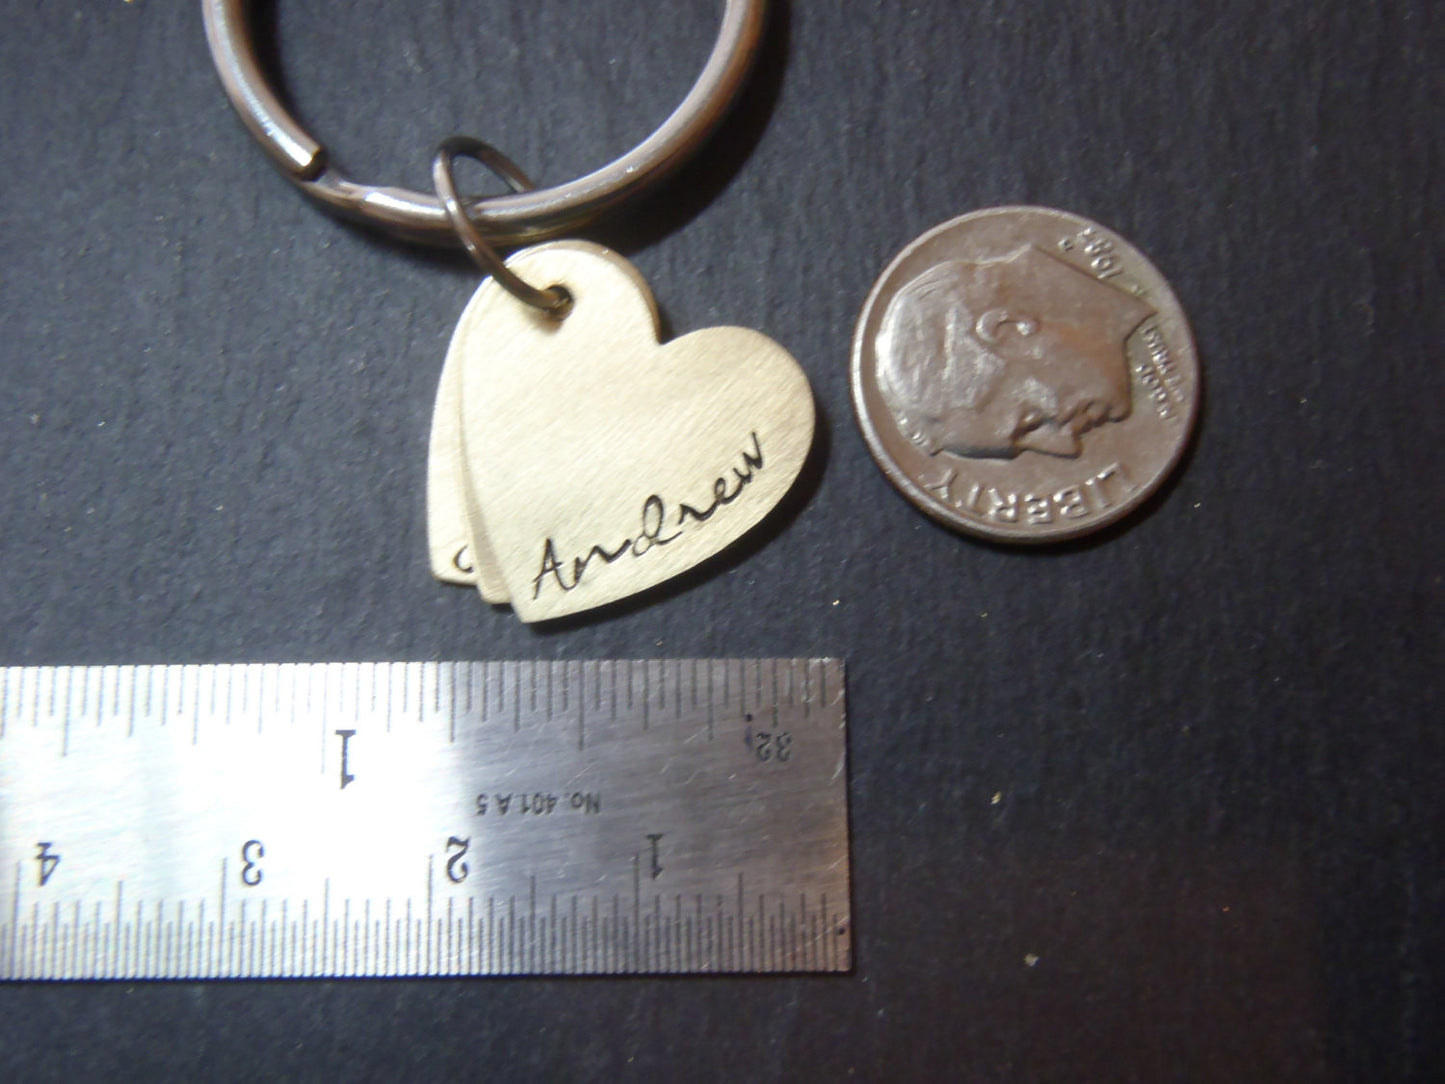 Andrew
LIBERTY
IN GOD
WE TRUST
32
1
No. 401 A 5
1 2 3 4